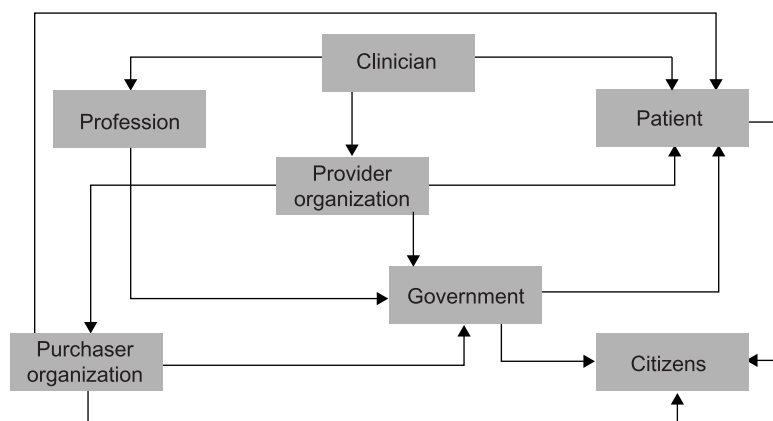 Clinician
Profession
Patient
Provider
organization
Government
Purchaser
organization
Citizens